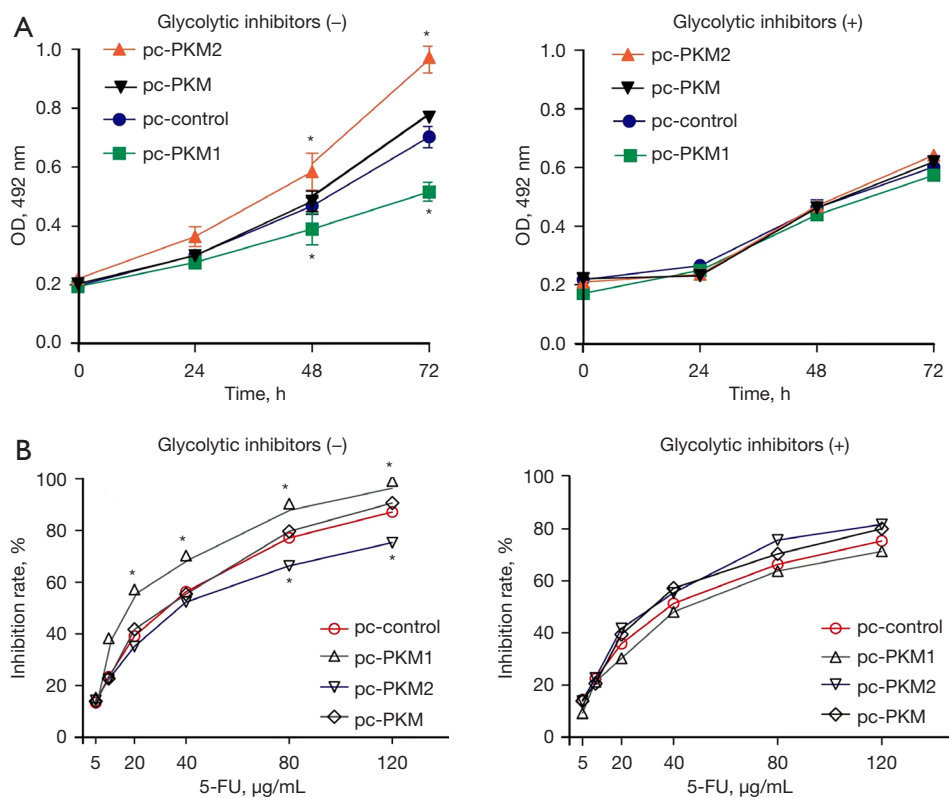 A
Glycolytic inhibitors (–)
pc-PKM2
pc-PKM
pc-control
pc-PKM1
1.0
0.8
0.6
0.4
0.2
0.0
OD, 492 nm
*
*
*
*
0
24
48
72
Time, h
Glycolytic inhibitors (+)
pc-PKM2
pc-PKM
pc-control
pc-PKM1
1.0
0.8
0.6
0.4
0.2
0.0
OD, 492 nm
0
24
48
72
Time, h
B
Glycolytic inhibitors (–)
100
80
60
40
20
0
Inhibition rate, %
*
*
*
*
*
*
pc-control
pc-PKM1
pc-PKM2
pc-PKM
5
20
40
80
120
5-FU, µg/mL
Glycolytic inhibitors (+)
100
80
60
40
20
0
Inhibition rate, %
pc-control
pc-PKM1
pc-PKM2
pc-PKM
5
20
40
80
120
5-FU, µg/mL